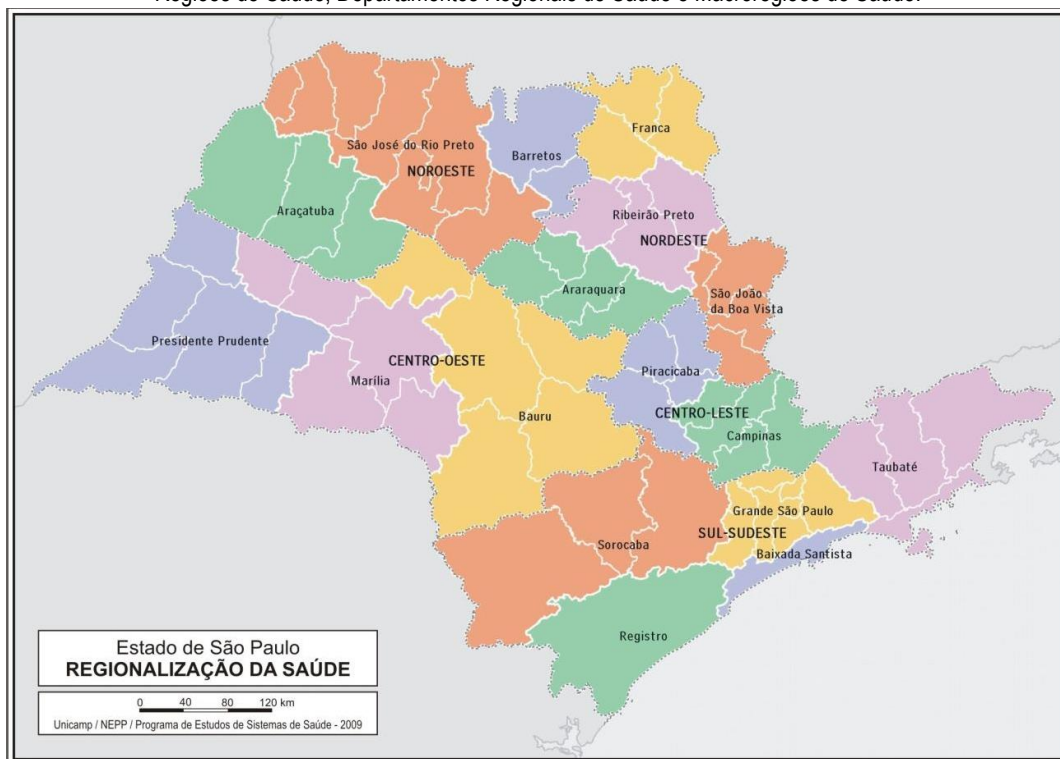 Regiões de Saúde, Departamentos Regionais de Saúde e Macroregiões de Saúde.
Franca
São José do Rio Preto
NOROESTE
Barretos
Araçatuba
Ribeirão Preto
NORDESTE
Araraquara
São João
da Boa Vista
Presidente Prudente
CENTRO-OESTE
Marília
Piracicaba
Bauru
CENTRO-LESTE
Campinas
Taubaté
Grande São Paulo
SUL-SUDESTE
Sorocaba
Baixada Santista
Registro
Estado de São Paulo
REGIONALIZAÇÃO DA SAÚDE
0 40 80 120 km
Unicamp / NEPP / Programa de Estudos de Sistemas de Saúde - 2009